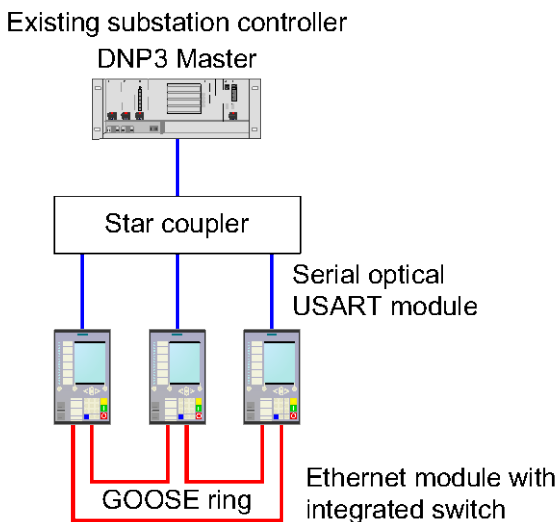 Existing substation controller
DNP3 Master
Star coupler
Serial optical
USART module
GOOSE ring
Ethernet module with
integrated switch